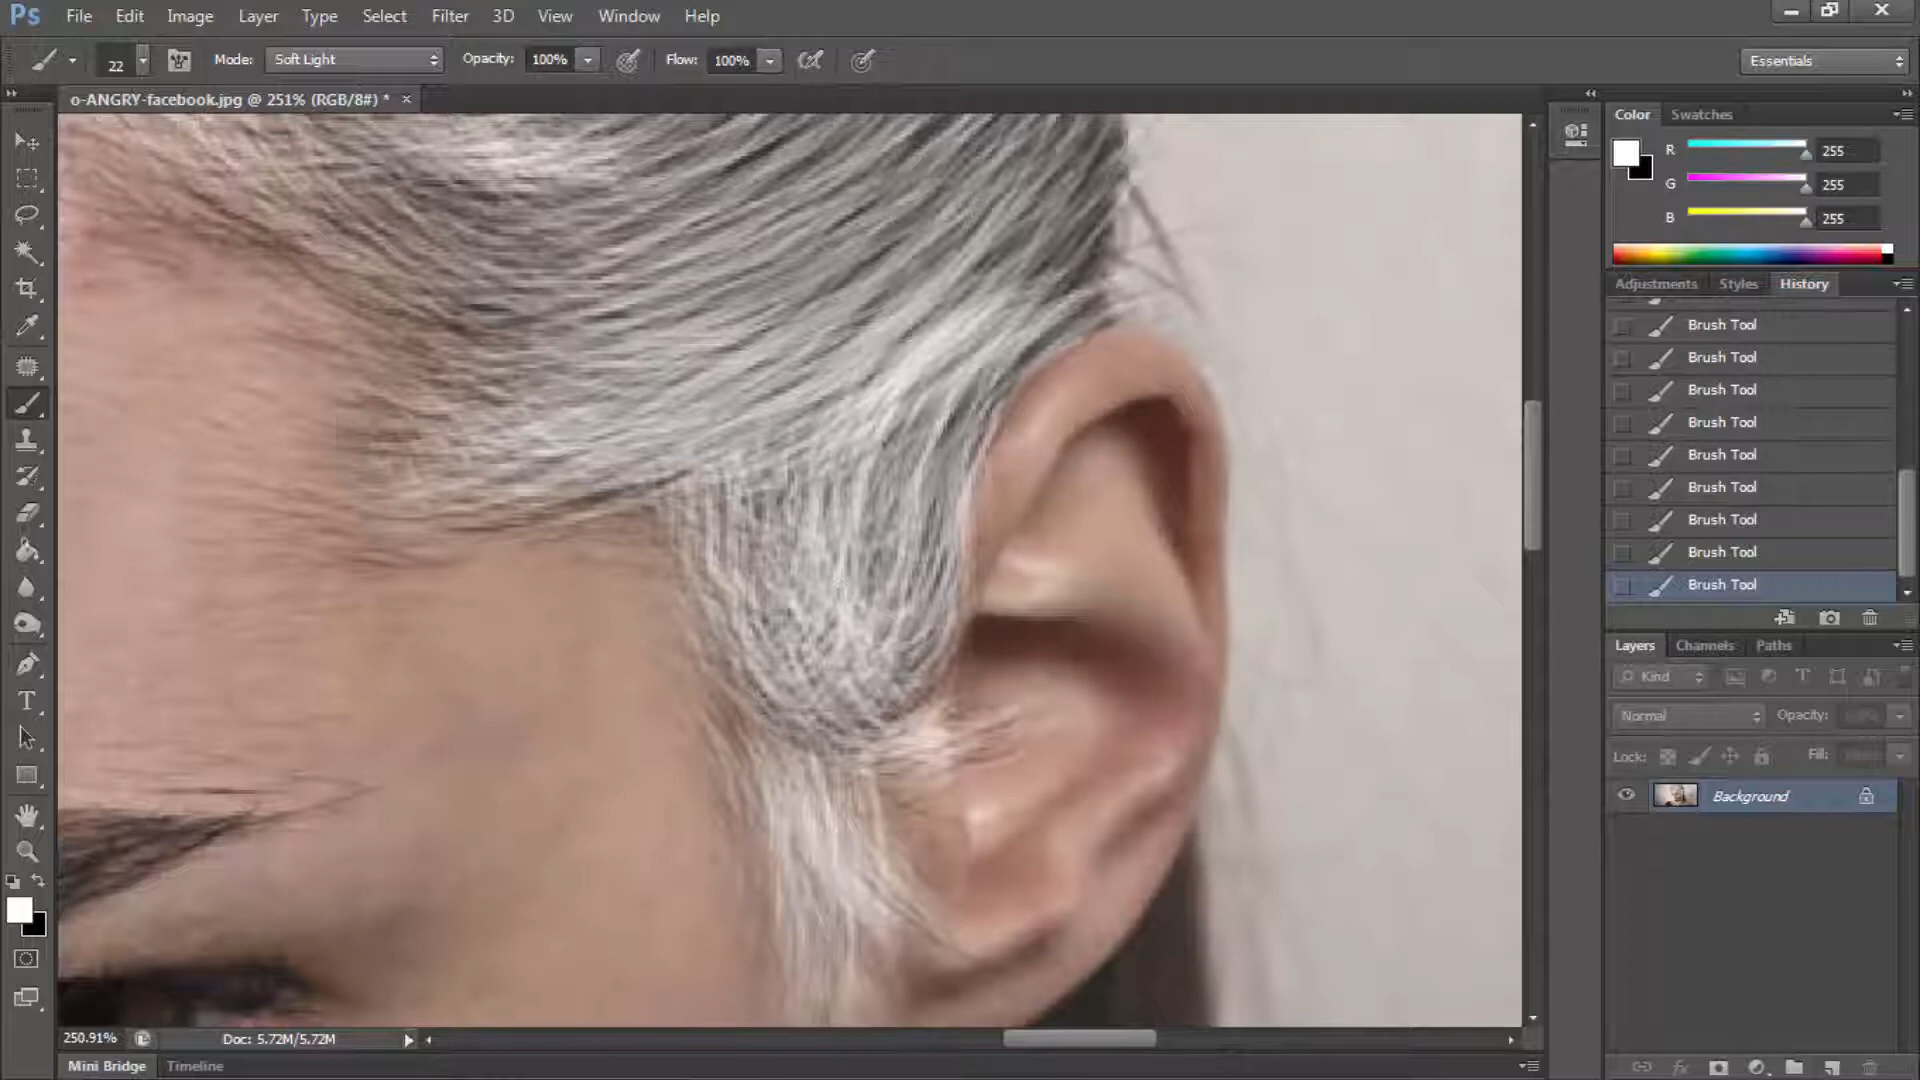 Ps File Edit Image Layer Type Select Filter 3D View Window Help
22 Mode: Soft Light Opacity: 100% Flow: 100% Essentials
o-ANGRY-facebook.jpg @ 251% (RGB/8#) * ×
Color Swatches
R 255
G 255
B 255
Adjustments Styles History
Brush Tool
Brush Tool
Brush Tool
Brush Tool
Brush Tool
Brush Tool
Brush Tool
Brush Tool
Brush Tool
Layers Channels Paths
Kind
Normal Opacity:
Lock: Fill:
Background
fx
250.91% Doc: 5.72M/5.72M
Mini Bridge Timeline